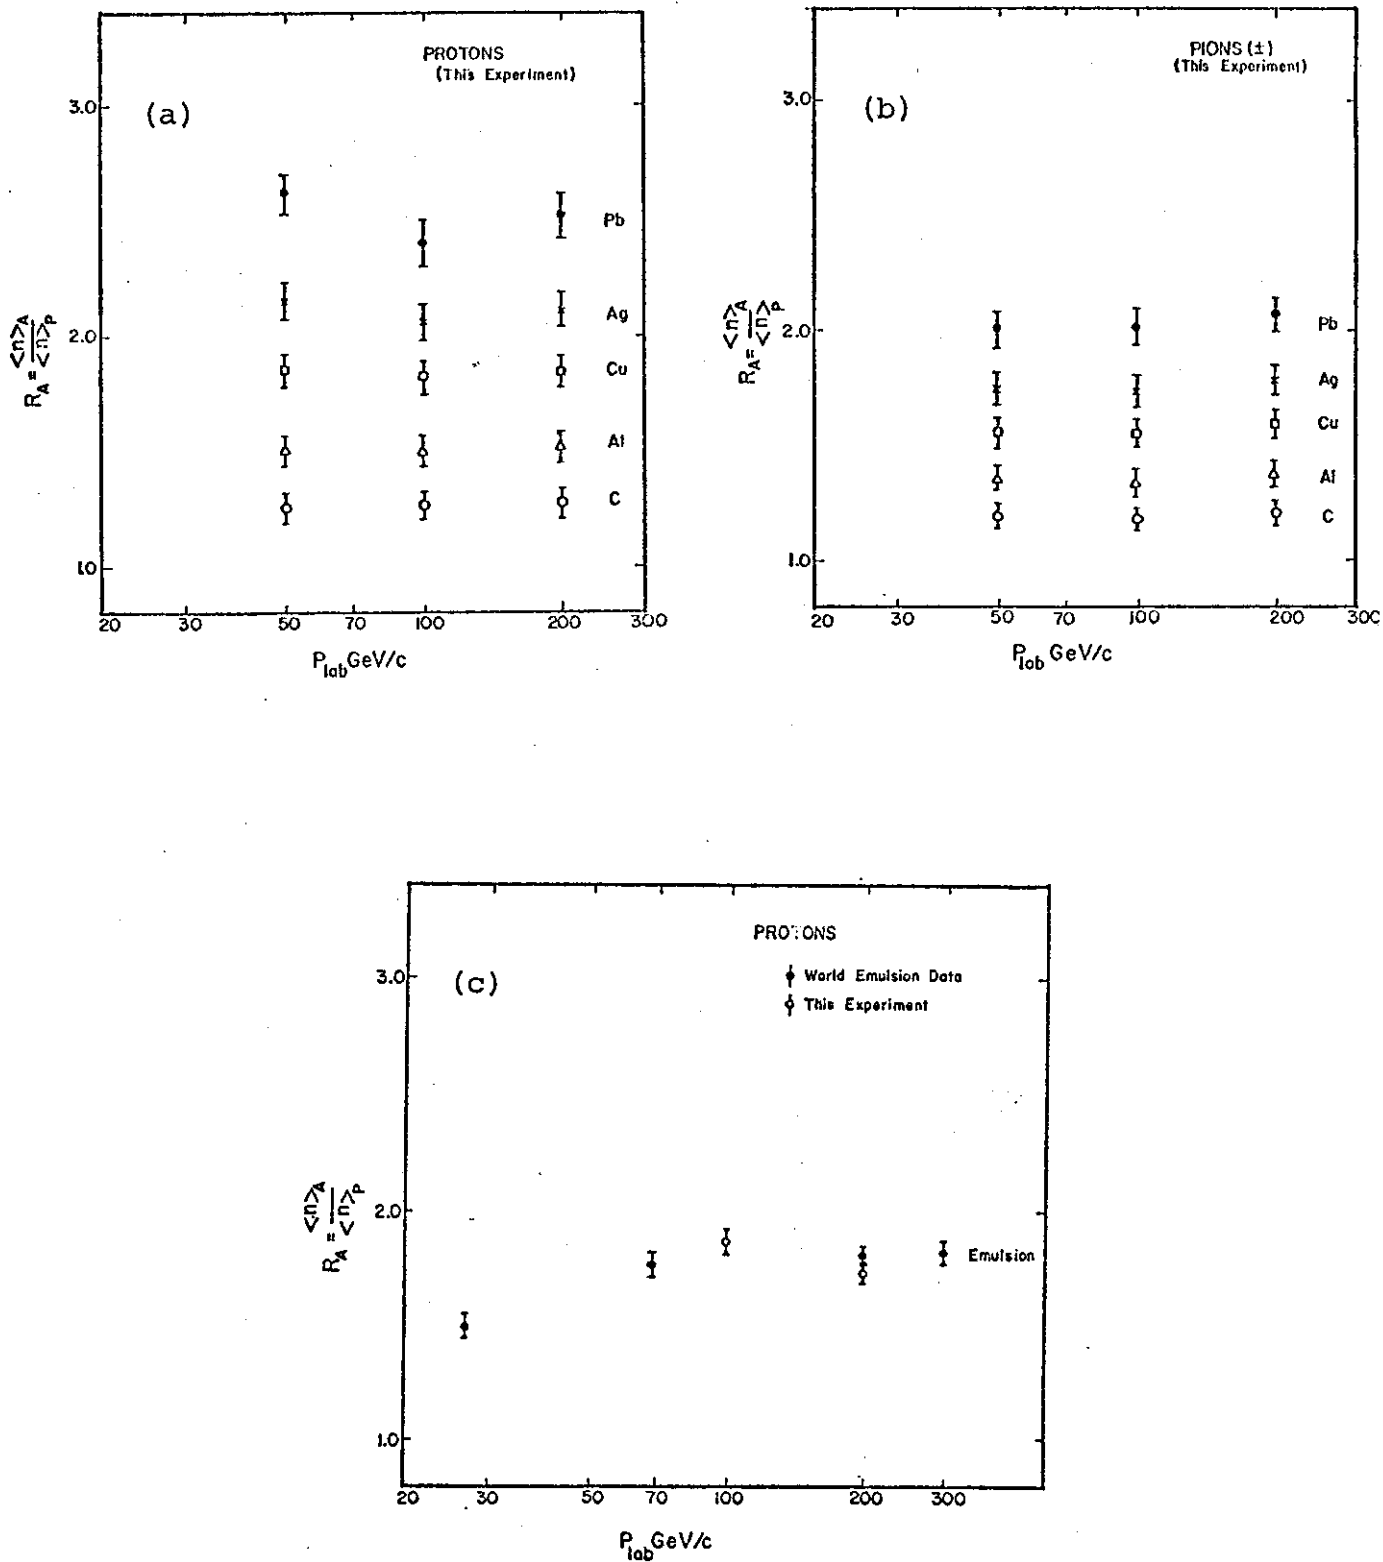 PROTONS
(This Experiment)
(a)
3.0
2.0
1.0
Pb
Ag
Cu
Al
C
R_A = <n>_A / <n>_P
20 30 50 70 100 200 300
P_lab GeV/c
PIONS (±)
(This Experiment)
(b)
3.0
2.0
1.0
Pb
Ag
Cu
Al
C
R_A = <n>_A / <n>_P
20 30 50 70 100 200 300
P_lab GeV/c
PROTONS
World Emulsion Data
This Experiment
(c)
3.0
2.0
1.0
Emulsion
R_A = <n>_A / <n>_P
20 30 50 70 100 200 300
P_lab GeV/c